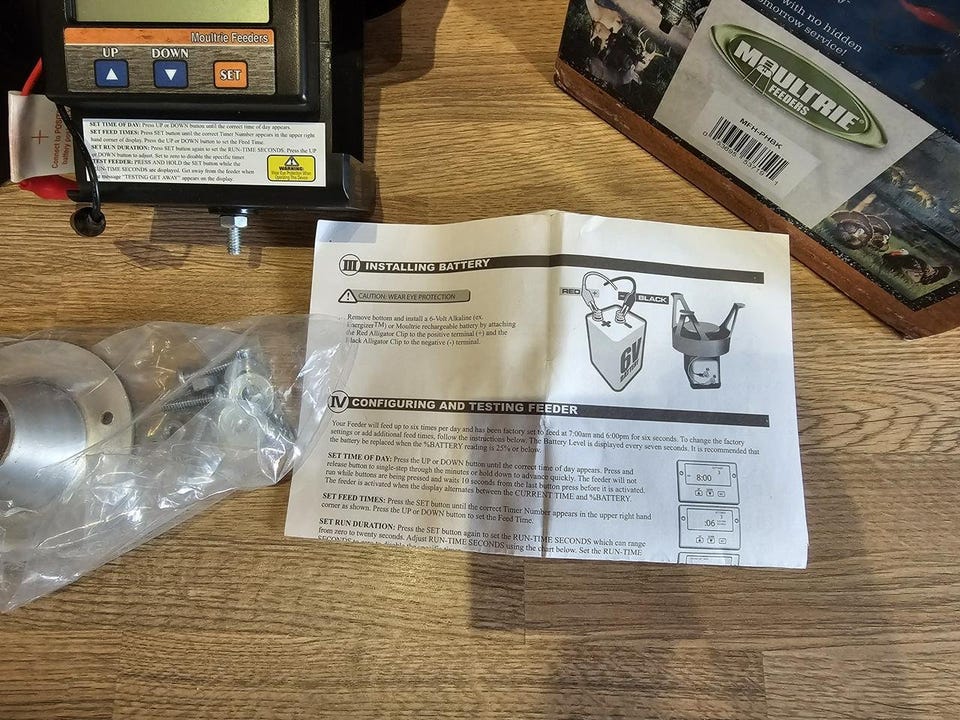 Moultrie Feeders
UP DOWN
▲ ▼ SET
SET TIME OF DAY: Press UP or DOWN button until the correct time of day appears.
SET FEED TIMES: Press SET button until the correct Timer Number appears in the upper right
hand corner of display. Press UP or DOWN to set the Feed Time.
SET RUN DURATION: Press SET button again to set the RUN-TIME SECONDS. Press the UP
or DOWN button to adjust. Set to zero to disable the specific timer
TEST FEEDER: PRESS AND HOLD the SET button while the
RUN-TIME SECONDS are displayed. Get away from the feeder when
message "TESTING GET AWAY" appears on the display.
WARNING:
Wear Eye Protection When
Operating This Device
+
Connect to
battery
with no hidden
tomorrow service!
MOULTRIE
FEEDERS
MFH-PHBK
III INSTALLING BATTERY
CAUTION: WEAR EYE PROTECTION
Remove bottom and install a 6-Volt Alkaline (ex.
Energizer™) or Moultrie rechargeable battery by attaching
the Red Alligator Clip to the positive terminal (+) and the
Black Alligator Clip to the negative (-) terminal.
RED
BLACK
6V
BATTERY
IV CONFIGURING AND TESTING FEEDER
Your Feeder will feed up to six times per day and has been factory set to feed at 7:00am and 6:00pm for six seconds. To change the factory
settings or add additional feed times, follow the instructions below. The Battery Level is displayed every seven seconds. It is recommended that
the battery be replaced when the %BATTERY reading is 25% or below.
SET TIME OF DAY: Press the UP or DOWN button until the correct time of day appears. Press and
release button to single-step through the minutes or hold down to advance quickly. The feeder will not
run while buttons are being pressed and waits 10 seconds from the last button press before it is activated.
The feeder is activated when the display alternates between the CURRENT TIME and %BATTERY.
SET FEED TIMES: Press the SET button until the correct Timer Number appears in the upper right hand
corner as shown. Press the UP or DOWN button to set the Feed Time.
SET RUN DURATION: Press the SET button again to set the RUN-TIME SECONDS which can range
from zero to twenty seconds. Adjust RUN-TIME SECONDS using the chart below. Set the RUN-TIME
8:00
:06